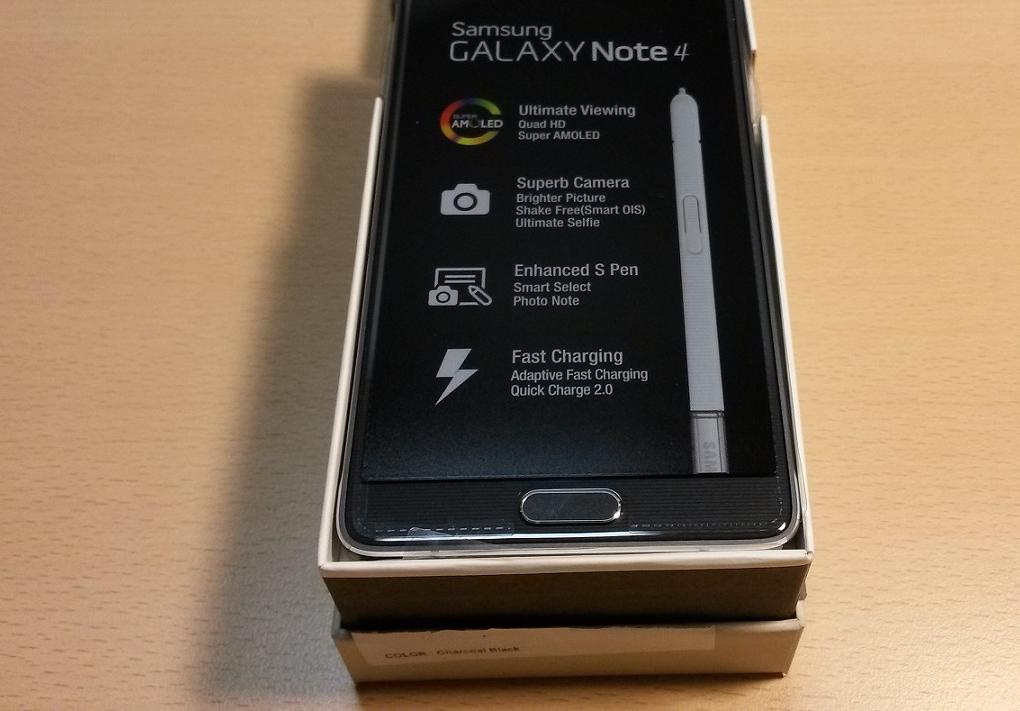 Samsung
GALAXY Note 4
SUPER
AMOLED
Ultimate Viewing
Quad HD
Super AMOLED
Superb Camera
Brighter Picture
Shake Free(Smart OIS)
Ultimate Selfie
Enhanced S Pen
Smart Select
Photo Note
Fast Charging
Adaptive Fast Charging
Quick Charge 2.0
SAM
COLOR : Charcoal Black